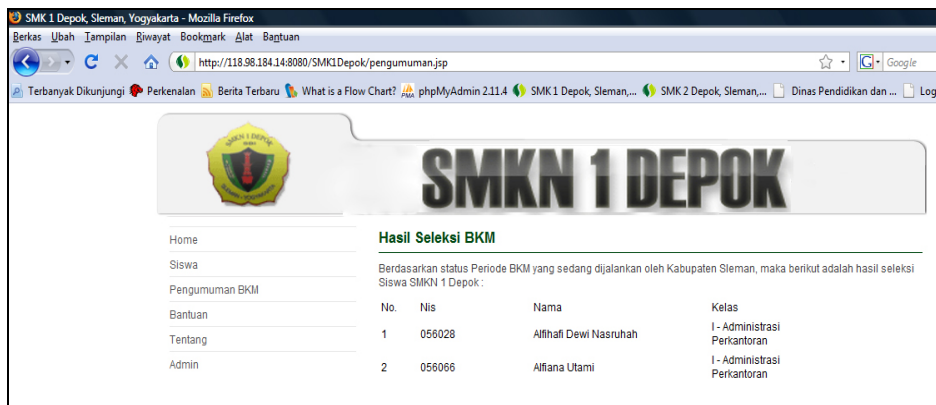 SMK 1 Depok, Sleman, Yogyakarta - Mozilla Firefox
Berkas Ubah Tampilan Riwayat Bookmark Alat Bantuan
http://118.98.184.14:8080/SMK1Depok/pengumuman.jsp
G Google
Terbanyak Dikunjungi Perkenalan Berita Terbaru What is a Flow Chart? PMA phpMyAdmin 2.11.4 SMK 1 Depok, Sleman,... SMK 2 Depok, Sleman,... Dinas Pendidikan dan ... Log
SMKN 1 DEPOK
SMKN 1 DEPOK
Home
Siswa
Pengumuman BKM
Bantuan
Tentang
Admin
Hasil Seleksi BKM
Berdasarkan status Periode BKM yang sedang dijalankan oleh Kabupaten Sleman, maka berikut adalah hasil seleksi
Siswa SMKN 1 Depok :
No. Nis Nama Kelas
1 056028 Alfihafi Dewi Nasruhah I - Administrasi
Perkantoran
2 056066 Alfiana Utami I - Administrasi
Perkantoran